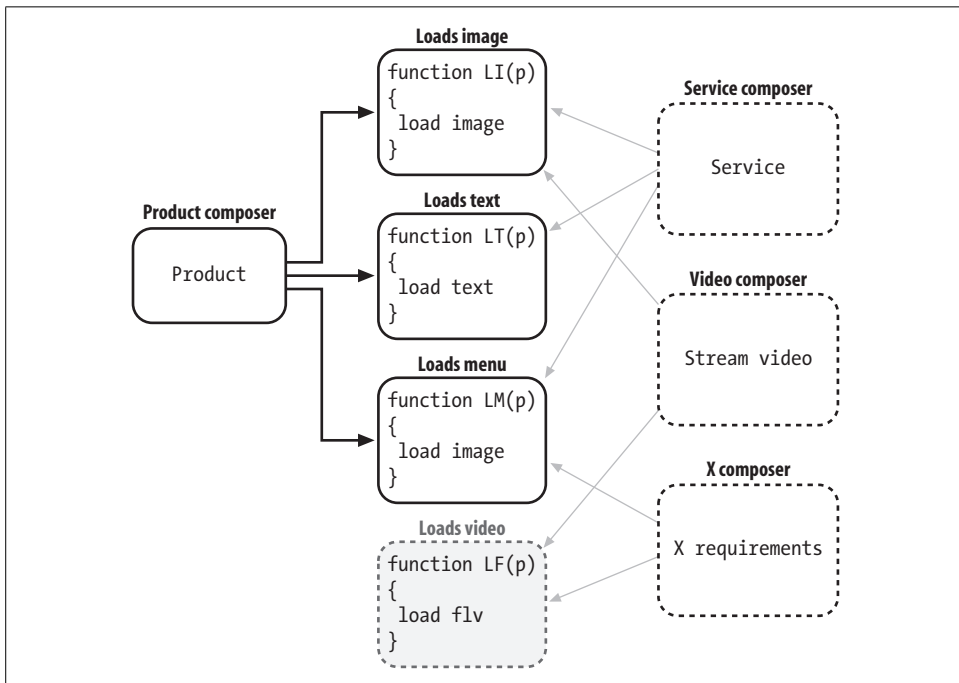 Loads image
function LI(p)
{
load image
}
Service composer
Service
Product composer
Product
Loads text
function LT(p)
{
load text
}
Video composer
Stream video
Loads menu
function LM(p)
{
load image
}
X composer
X requirements
Loads video
function LF(p)
{
load flv
}